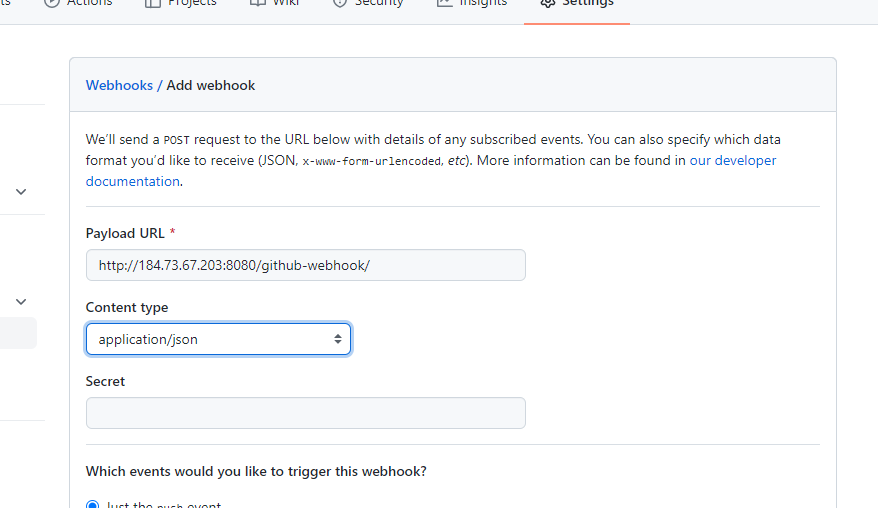 Actions Projects Wiki Security Insights Settings
Webhooks / Add webhook
We'll send a POST request to the URL below with details of any subscribed events. You can also specify which data
format you'd like to receive (JSON, x-www-form-urlencoded, etc). More information can be found in our developer
documentation.
Payload URL *
http://184.73.67.203:8080/github-webhook/
Content type
application/json
Secret
Which events would you like to trigger this webhook?
Just the push event